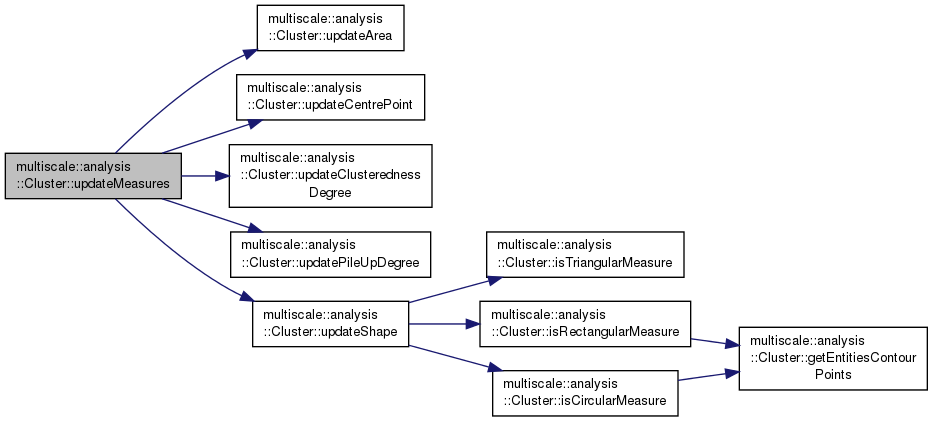 multiscale::analysis
::Cluster::updateArea
multiscale::analysis
::Cluster::updateCentrePoint
multiscale::analysis
::Cluster::updateMeasures
multiscale::analysis
::Cluster::updateClusteredness
Degree
multiscale::analysis
::Cluster::updatePileUpDegree
multiscale::analysis
::Cluster::updateShape
multiscale::analysis
::Cluster::isTriangularMeasure
multiscale::analysis
::Cluster::isRectangularMeasure
multiscale::analysis
::Cluster::isCircularMeasure
multiscale::analysis
::Cluster::getEntitiesContour
Points